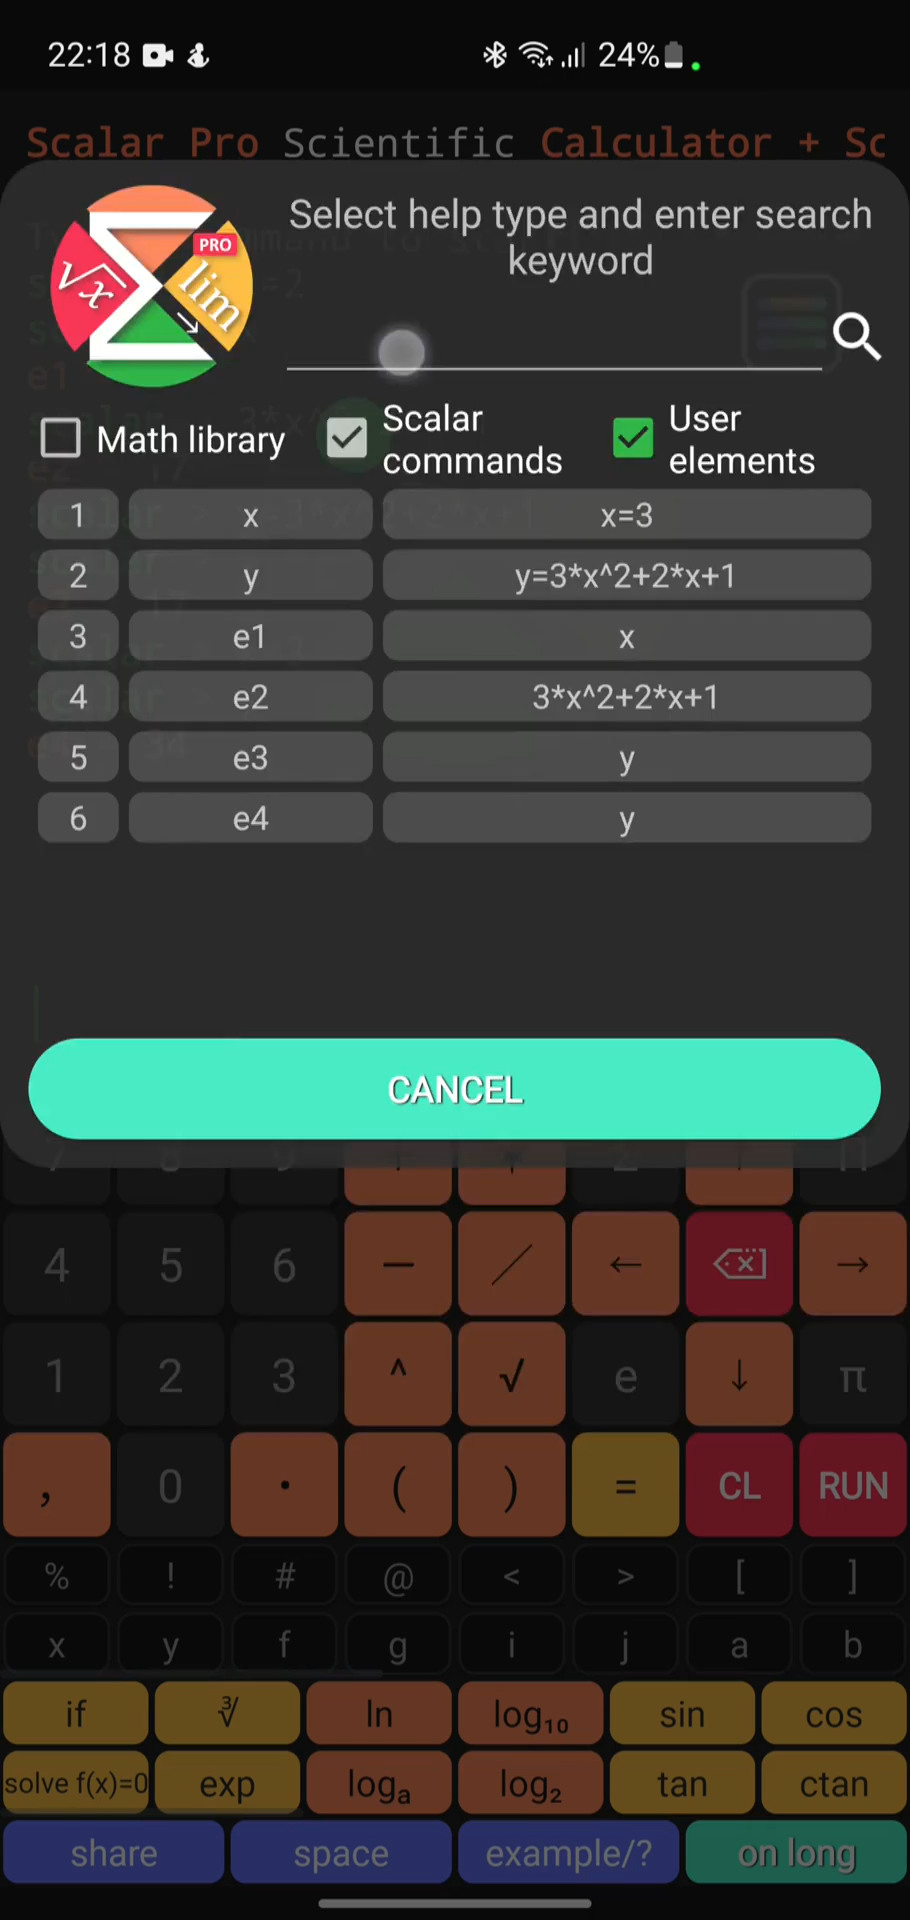 22:18 24%
Scalar Pro Scientific Calculator + Sc
√x PRO lim →
Select help type and enter search
keyword
Math library
Scalar
commands
User
elements
1 x x=3
2 y y=3*x^2+2*x+1
3 e1 x
4 e2 3*x^2+2*x+1
5 e3 y
6 e4 y
CANCEL
4 5 6 − / ← →
1 2 3 ^ √ e ↓ π
, 0 . ( ) = CL RUN
% ! # @ < > [ ]
x y f g i j a b
if ∛ ln log₁₀ sin cos
solve f(x)=0 exp logₐ log₂ tan ctan
share space example/? on long